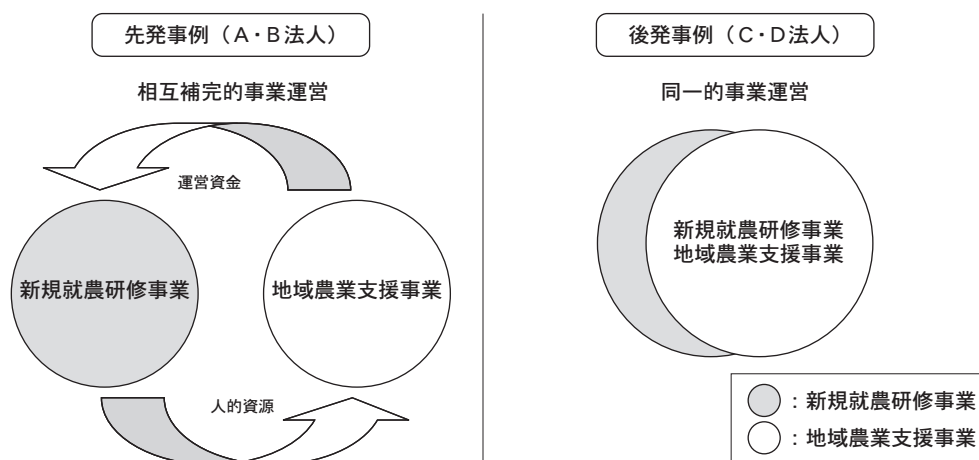 先発事例（A・B法人）
相互補完的事業運営
運営資金
新規就農研修事業
地域農業支援事業
人的資源
後発事例（C・D法人）
同一的事業運営
新規就農研修事業
地域農業支援事業
：新規就農研修事業
：地域農業支援事業